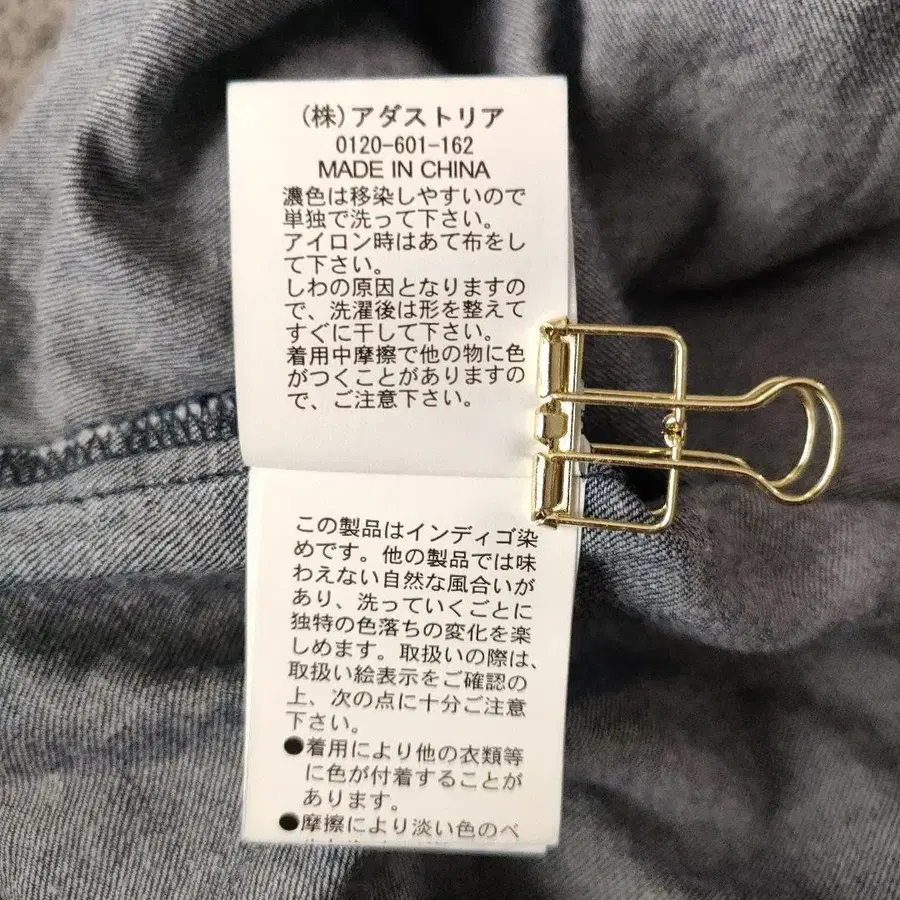 (株)アダストリア
0120-601-162
MADE IN CHINA
濃色は移染しやすいので
単独で洗って下さい。
アイロン時はあて布をし
て下さい。
しわの原因となりますの
で、洗濯後は形を整えて
すぐに干して下さい。
着用中摩擦で他の物に色
がつくことがありますの
で、ご注意下さい。
この製品はインディゴ染
めです。他の製品では味
わえない自然な風合いが
あり、洗っていくごとに
独特の色落ちの変化を楽
しめます。取扱いの際は、
取扱い絵表示をご確認の
上、次の点に十分ご注意
下さい。
●着用により他の衣類等
に色が付着することが
あります。
●摩擦により淡い色のベ